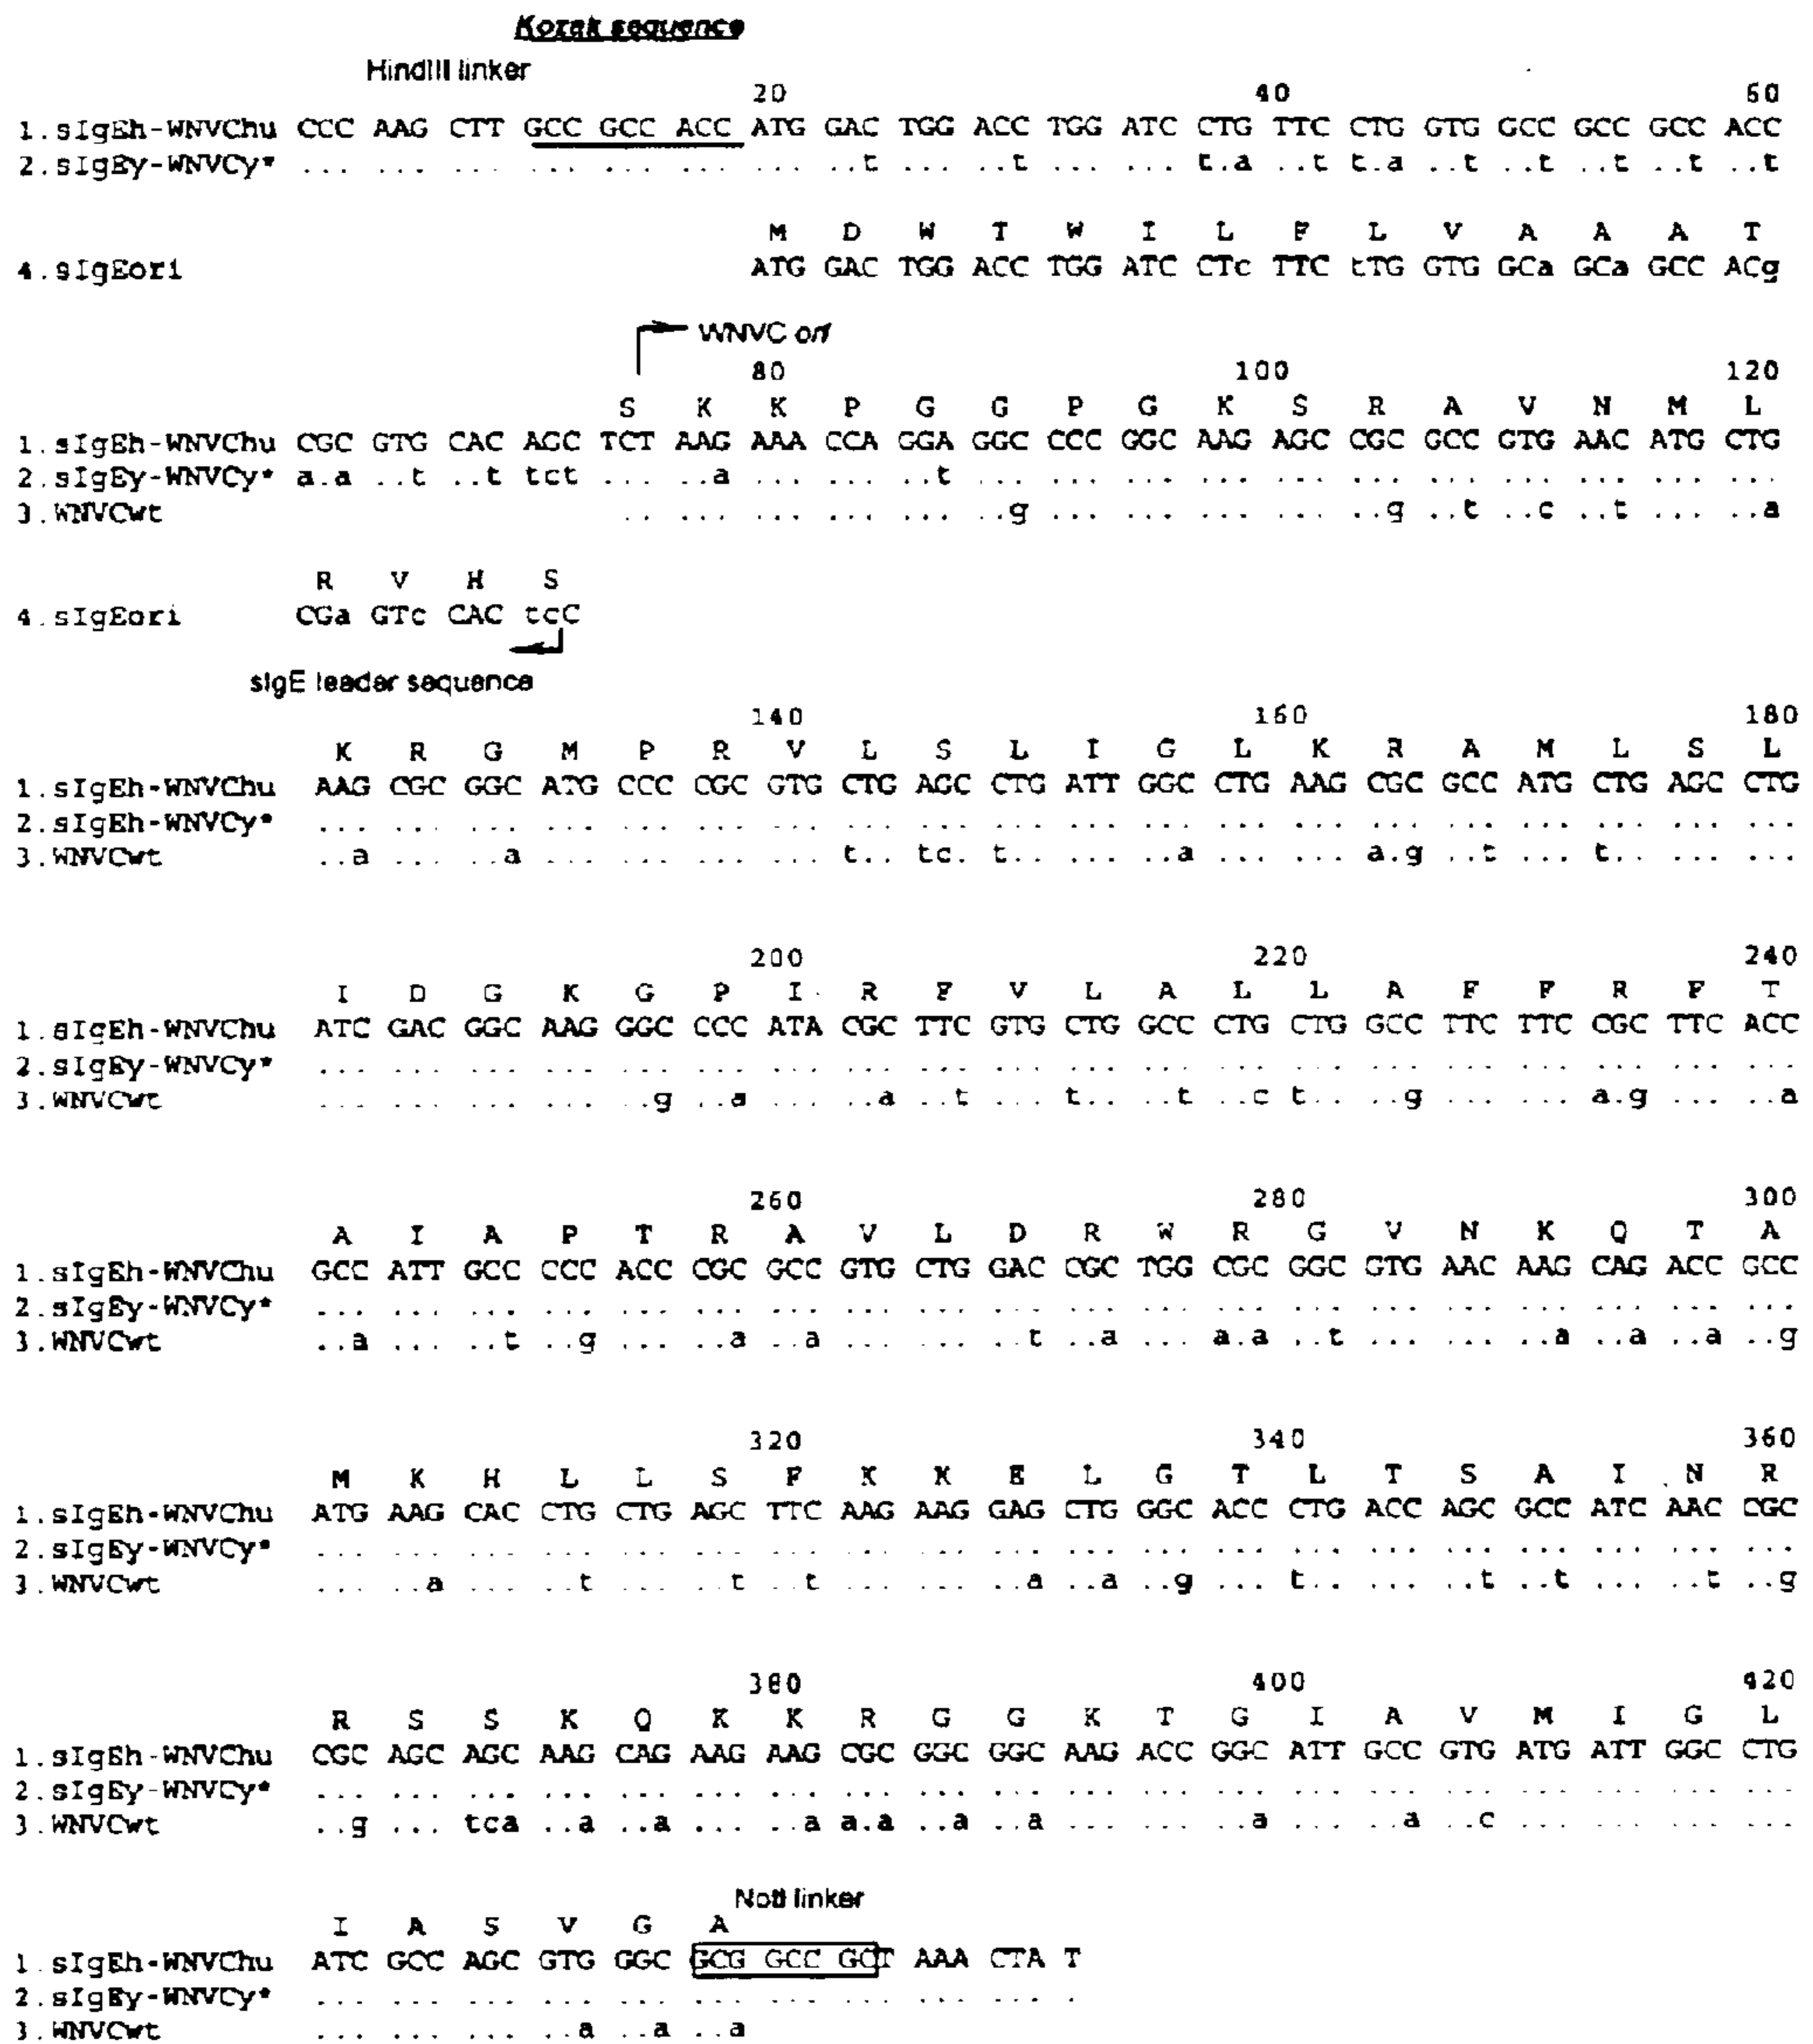 Kozak sequence
HindIII linker
20 40 60
1.sIgEh-WNVChu CCC AAG CTT GCC GCC ACC ATG GAC TGG ACC TGG ATC CTG TTC CTG GTG GCC GCC GCC ACC
2.sIgEy-WNVCy* ... ... ... ... ... ... ... ..t ... ..t ... ... t.a ..t t.a ..t ..t ..t ..t ..t
M D W T W I L F L V A A A T
4.sIgEori ATG GAC TGG ACC TGG ATC CTc TTC tTG GTG GCa GCa GCC ACg
WNVC orf
80 100 120
S K K P G G P G K S R A V N M L
1.sIgEh-WNVChu CGC GTG CAC AGC TCT AAG AAA CCA GGA GGC CCC GGC AAG AGC CGC GCC GTG AAC ATG CTG
2.sIgEy-WNVCy* a.a ..t ..t tct ... ..a ... ... ..t ... ... ... ... ... ... ... ... ... ... ...
3.WNVCwt ... ... ... ... ... ..g ... ... ... ... ..g ..t ..c ..t ... ..a
R V H S
4.sIgEori CGa GTc CAC tcC
sIgE leader sequence
140 160 180
K R G M P R V L S L I G L K R A M L S L
1.sIgEh-WNVChu AAG CGC GGC ATG CCC CGC GTG CTG AGC CTG ATT GGC CTG AAG CGC GCC ATG CTG AGC CTG
2.sIgEh-WNVCy* ... ... ... ... ... ... ... ... ... ... ... ... ... ... ... ... ... ... ... ...
3.WNVCwt ..a ... ..a ... ... ... ... t.. tc. t.. ... ..a ... ... a.g ..t ... t.. ... ...
200 220 240
I D G K G P I R F V L A L L A F F R F T
1.sIgEh-WNVChu ATC GAC GGC AAG GGC CCC ATA CGC TTC GTG CTG GCC CTG CTG GCC TTC TTC CGC TTC ACC
2.sIgEy-WNVCy* ... ... ... ... ... ... ... ... ... ... ... ... ... ... ... ... ... ... ... ...
3.WNVCwt ... ... ... ... ..g ..a ... ..a ..t ... t.. ..t ..c t.. ..g ... ... a.g ... ..a
260 280 300
A I A P T R A V L D R W R G V N K Q T A
1.sIgEh-WNVChu GCC ATT GCC CCC ACC CGC GCC GTG CTG GAC CGC TGG CGC GGC GTG AAC AAG CAG ACC GCC
2.sIgEy-WNVCy* ... ... ... ... ... ... ... ... ... ... ... ... ... ... ... ... ... ... ... ...
3.WNVCwt ..a ... ..t ..g ... ..a ..a ... ... ..t ..a ... a.a ..t ... ... ..a ..a ..a ..g
320 340 360
M K H L L S F K K E L G T L T S A I N R
1.sIgEh-WNVChu ATG AAG CAC CTG CTG AGC TTC AAG AAG GAG CTG GGC ACC CTG ACC AGC GCC ATC AAC CGC
2.sIgEy-WNVCy* ... ... ... ... ... ... ... ... ... ... ... ... ... ... ... ... ... ... ... ...
3.WNVCwt ... ..a ... ..t ... ..t ..t ... ... ..a ..a ..g ... t.. ... ..t ..t ... ..t ..g
380 400 420
R S S K Q K K R G G K T G I A V M I G L
1.sIgEh-WNVChu CGC AGC AGC AAG CAG AAG AAG CGC GGC GGC AAG ACC GGC ATT GCC GTG ATG ATT GGC CTG
2.sIgEy-WNVCy* ... ... ... ... ... ... ... ... ... ... ... ... ... ... ... ... ... ... ... ...
3.WNVCwt ..g ... tca ..a ..a ... ..a a.a ..a ..a ... ... ..a ... ..a ..c ... ... ... ...
NotI linker
I A S V G A
1.sIgEh-WNVChu ATC GCC AGC GTG GGC GCG GCC GCT AAA CTA T
2.sIgEy-WNVCy* ... ... ... ... ... ... ... ... ... ... .
3.WNVCwt ... ... ... ..a ..a ..a